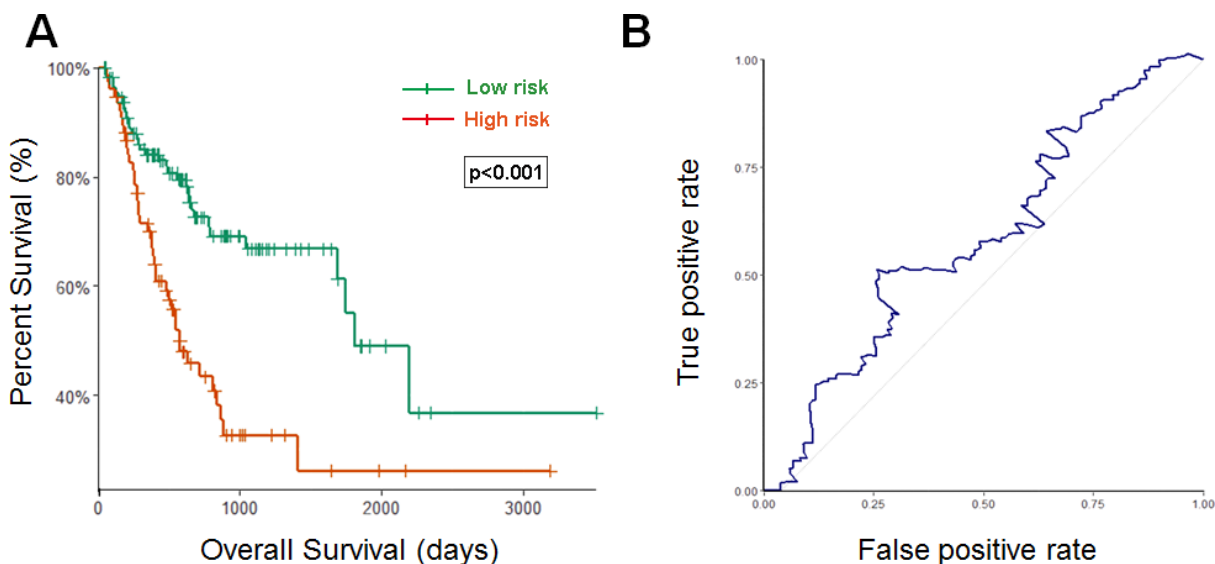 A
Percent Survival (%)
100%
80%
60%
40%
Low risk
High risk
p<0.001
0
1000
2000
3000
Overall Survival (days)
B
True positive rate
1.00
0.75
0.50
0.25
0.00
0.00
0.25
0.50
0.75
1.00
False positive rate